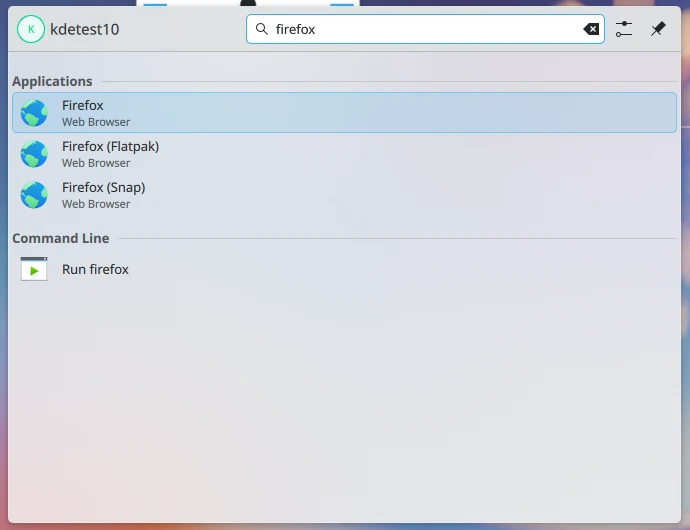 K
kdetest10
firefox
Applications
Firefox
Web Browser
Firefox (Flatpak)
Web Browser
Firefox (Snap)
Web Browser
Command Line
Run firefox